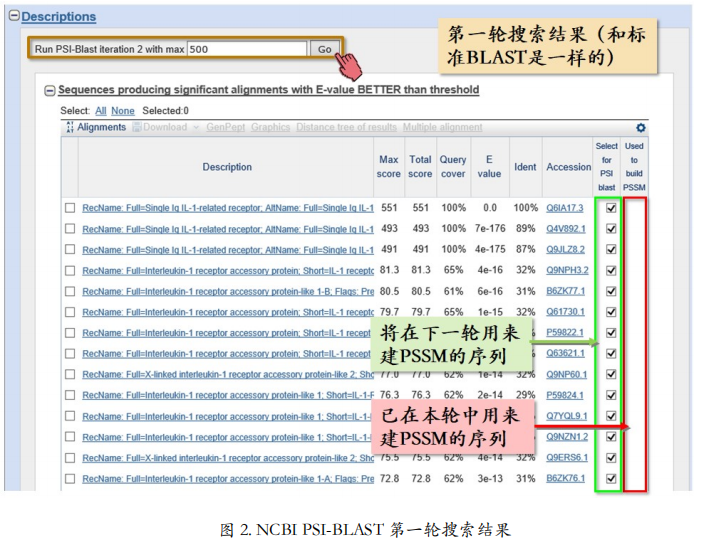 Descriptions
Run PSI-Blast iteration 2 with max 500 Go
第一轮搜索结果（和标
准BLAST是一样的）
Sequences producing significant alignments with E-value BETTER than threshold
Select: All None Selected:0
Alignments Download GenPept Graphics Distance tree of results Multiple alignment
Description Max score Total score Query cover E value Ident Accession Select for PSI blast Used to build PSSM
RecName: Full=Single Ig IL-1-related receptor; AltName: Full=Single Ig IL-1 551 551 100% 0.0 100% Q6IA17.3
RecName: Full=Single Ig IL-1-related receptor; AltName: Full=Single Ig IL-1 493 493 100% 7e-176 89% Q4V892.1
RecName: Full=Single Ig IL-1-related receptor; AltName: Full=Single Ig IL-1 491 491 100% 4e-175 87% Q9JLZ8.2
RecName: Full=Interleukin-1 receptor accessory protein; Short=IL-1 recepto 81.3 81.3 65% 4e-16 32% Q9NPH3.2
RecName: Full=Interleukin-1 receptor accessory protein-like 1-B; Flags: Pre 80.5 80.5 61% 6e-16 31% B6ZK77.1
RecName: Full=Interleukin-1 receptor accessory protein; Short=IL-1 recepto 79.7 79.7 65% 1e-15 32% Q61730.1
RecName: Full=Interleukin-1 receptor accessory protein; Short=IL-1 recept P59822.1
RecName: Full=Interleukin-1 receptor accessory protein; Short=IL-1 recept Q63621.1
将在下一轮用来
建PSSM的序列
RecName: Full=X-linked interleukin-1 receptor accessory protein-like 2; Sho 77.0 77.0 62% 1e-14 32% Q9NP60.1
RecName: Full=Interleukin-1 receptor accessory protein-like 1; Short=IL-1-F 76.3 76.3 62% 2e-14 29% P59824.1
RecName: Full=Interleukin-1 receptor accessory protein-like 1; Short=IL-1- Q7YQL9.1
RecName: Full=Interleukin-1 receptor accessory protein-like 1; Short=IL-1- Q9NZN1.2
已在本轮中用来
建PSSM的序列
RecName: Full=X-linked interleukin-1 receptor accessory protein-like 2; Sho 75.5 75.5 62% 4e-14 32% Q9ERS6.1
RecName: Full=Interleukin-1 receptor accessory protein-like 1-A; Flags: Pre 72.8 72.8 62% 3e-13 31% B6ZK76.1
图 2. NCBI PSI-BLAST 第一轮搜索结果